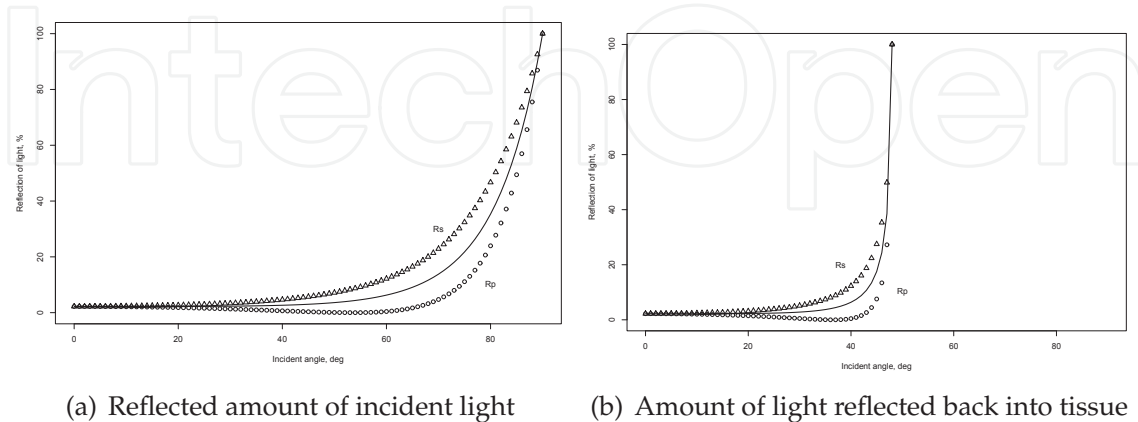 IntechOpen
100
80
60
40
20
0
Reflection of light, %
Rs
Rp
0 20 40 60 80
Incident angle, deg
(a) Reflected amount of incident light
100
80
60
40
20
0
Reflection of light, %
Rs
Rp
0 20 40 60 80
Incident angle, deg
(b) Amount of light reflected back into tissue